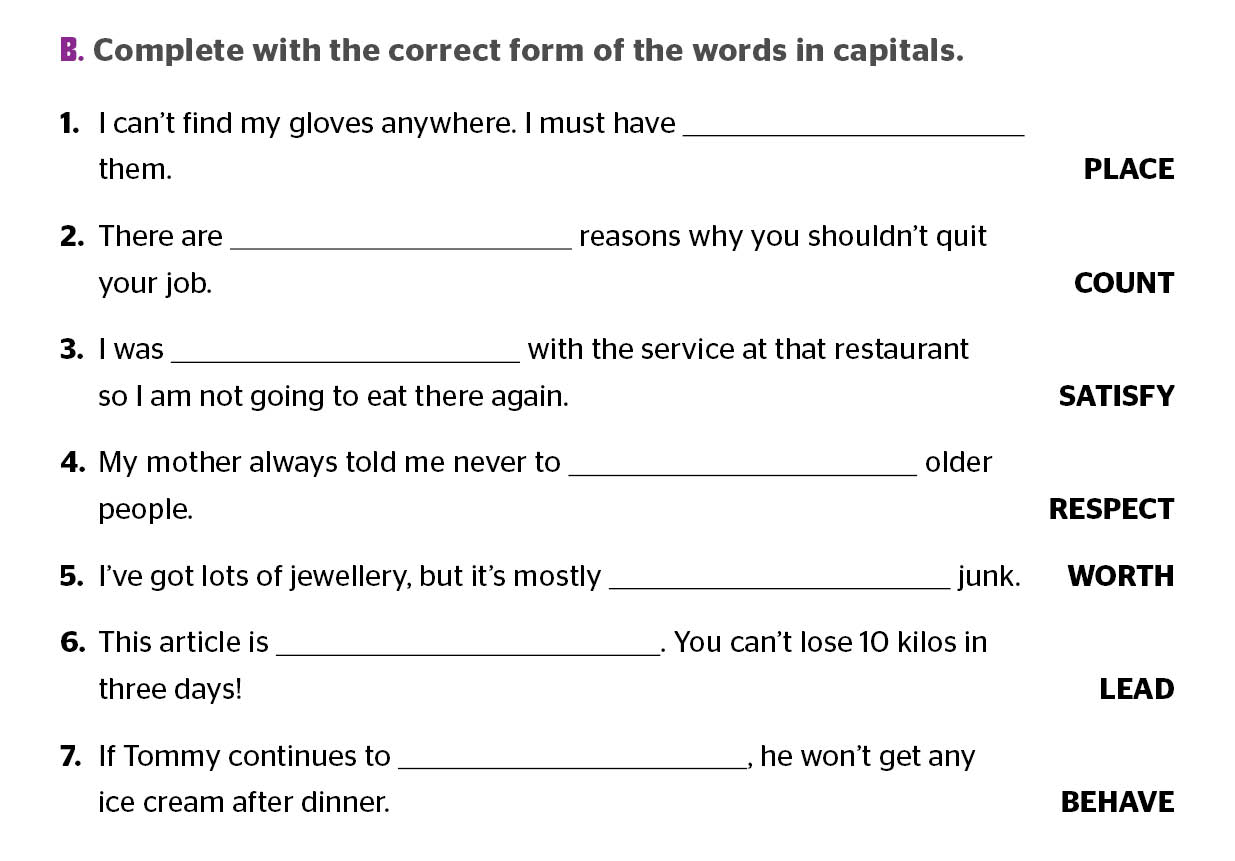 B. Complete with the correct form of the words in capitals.
1. I can’t find my gloves anywhere. I must have ______________________
them. PLACE
2. There are ______________________ reasons why you shouldn’t quit
your job. COUNT
3. I was ______________________ with the service at that restaurant
so I am not going to eat there again. SATISFY
4. My mother always told me never to ______________________ older
people. RESPECT
5. I’ve got lots of jewellery, but it’s mostly ______________________ junk. WORTH
6. This article is ________________________. You can’t lose 10 kilos in
three days! LEAD
7. If Tommy continues to ______________________, he won’t get any
ice cream after dinner. BEHAVE